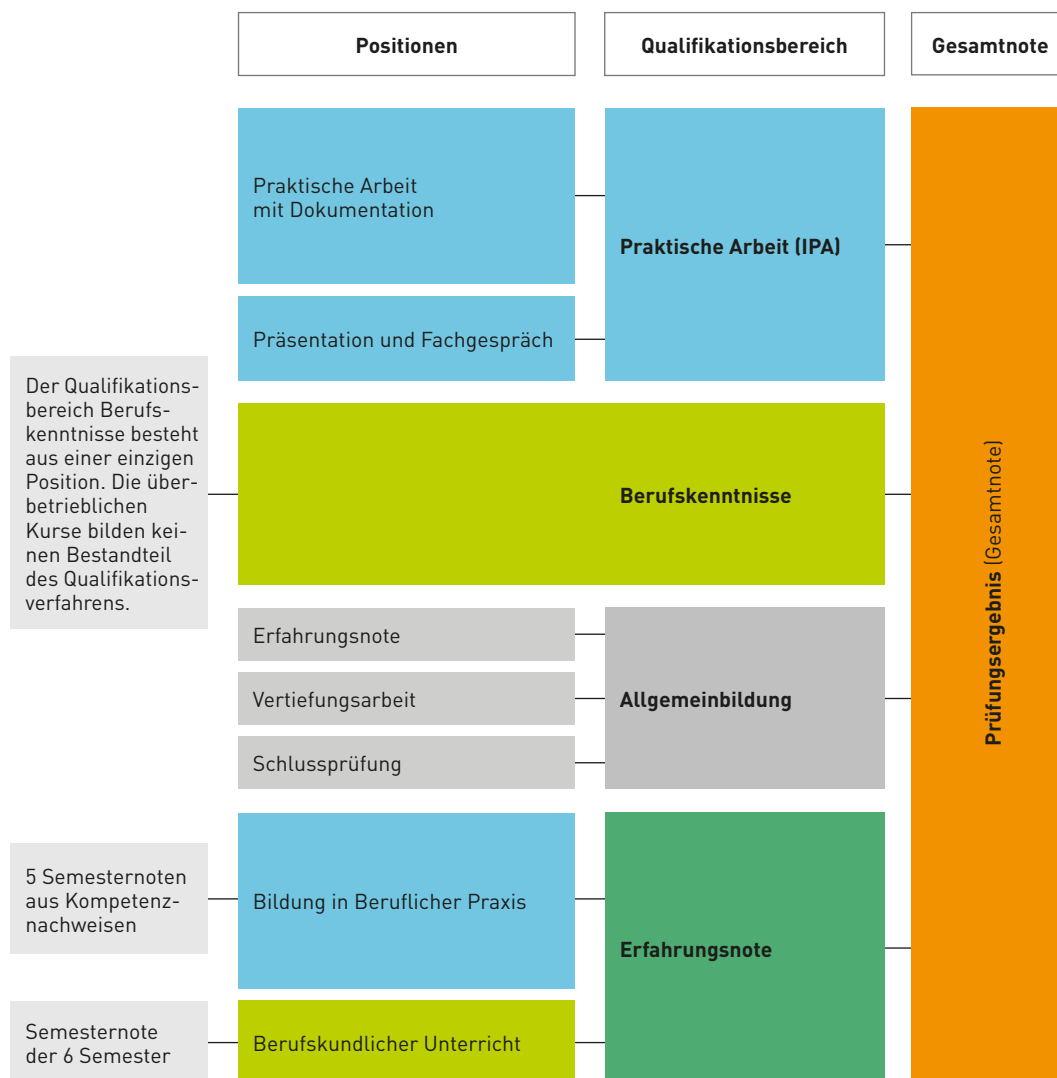 Positionen
Qualifikationsbereich
Gesamtnote
Praktische Arbeit
mit Dokumentation
Praktische Arbeit (IPA)
Präsentation und Fachgespräch
Der Qualifikations-
bereich Berufs-
kenntnisse besteht
aus einer einzigen
Position. Die über-
betrieblichen
Kurse bilden kei-
nen Bestandteil
des Qualifikations-
verfahrens.
Berufskenntnisse
Prüfungsergebnis (Gesamtnote)
Erfahrungsnote
Vertiefungsarbeit
Allgemeinbildung
Schlussprüfung
5 Semesternoten
aus Kompetenz-
nachweisen
Bildung in Beruflicher Praxis
Erfahrungsnote
Semesternote
der 6 Semester
Berufskundlicher Unterricht